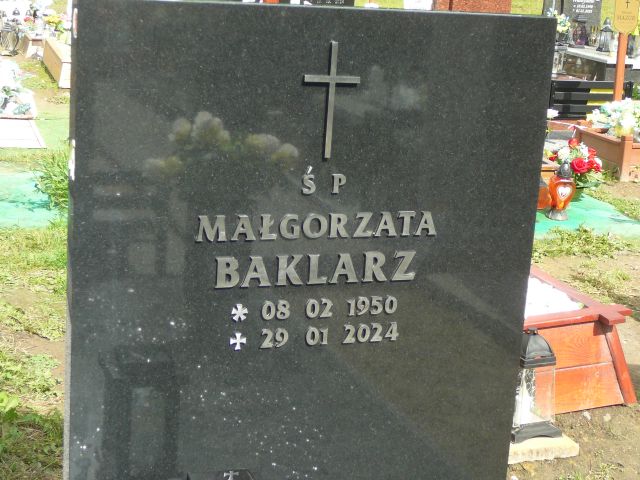 Ś P
MAŁGORZATA
BAKLARZ
* 08 02 1950
✢ 29 01 2024